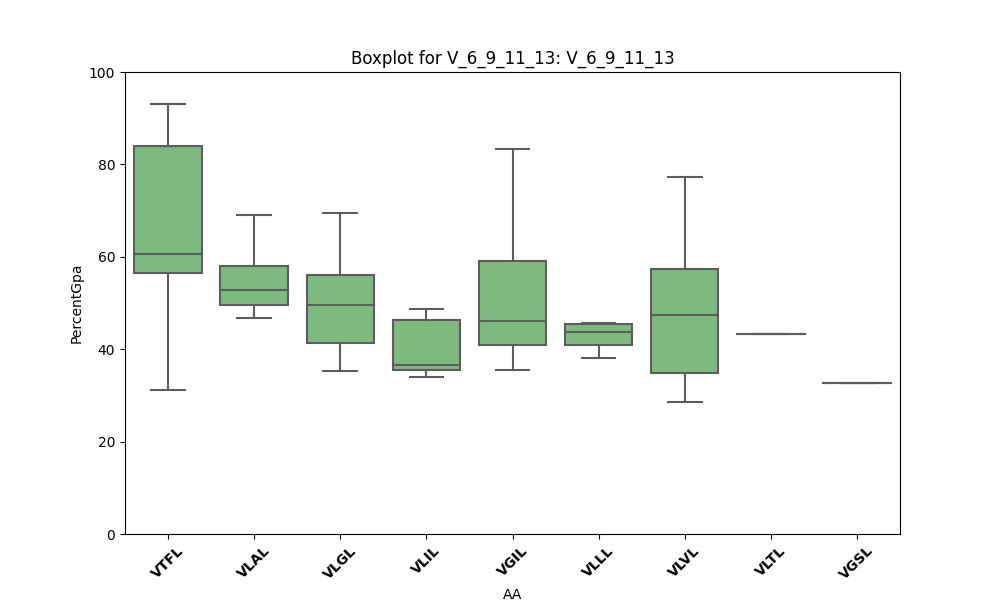 Boxplot for V_6_9_11_13: V_6_9_11_13
100
80
60
40
20
0
PercentGpa
VTFL
VLAL
VLGL
VLIL
VGIL
VLLL
VLVL
VLTL
VGSL
AA